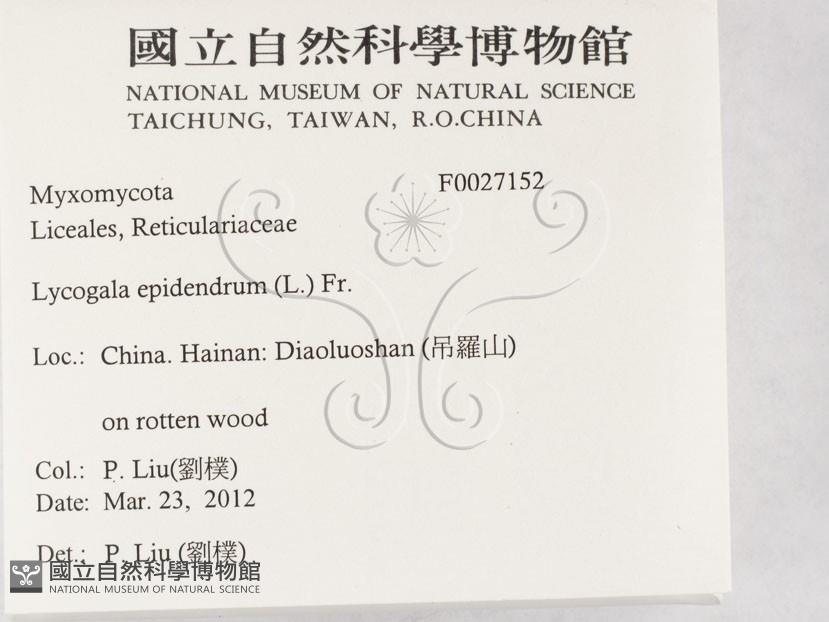 國立自然科學博物館
NATIONAL MUSEUM OF NATURAL SCIENCE
TAICHUNG, TAIWAN, R.O.CHINA
Myxomycota F0027152
Liceales, Reticulariaceae
Lycogala epidendrum (L.) Fr.
Loc.: China. Hainan: Diaoluoshan (吊羅山)
on rotten wood
Col.: P. Liu(劉樸)
Date: Mar. 23, 2012
Det.: P. Liu (劉樸)
國立自然科學博物館
NATIONAL MUSEUM OF NATURAL SCIENCE